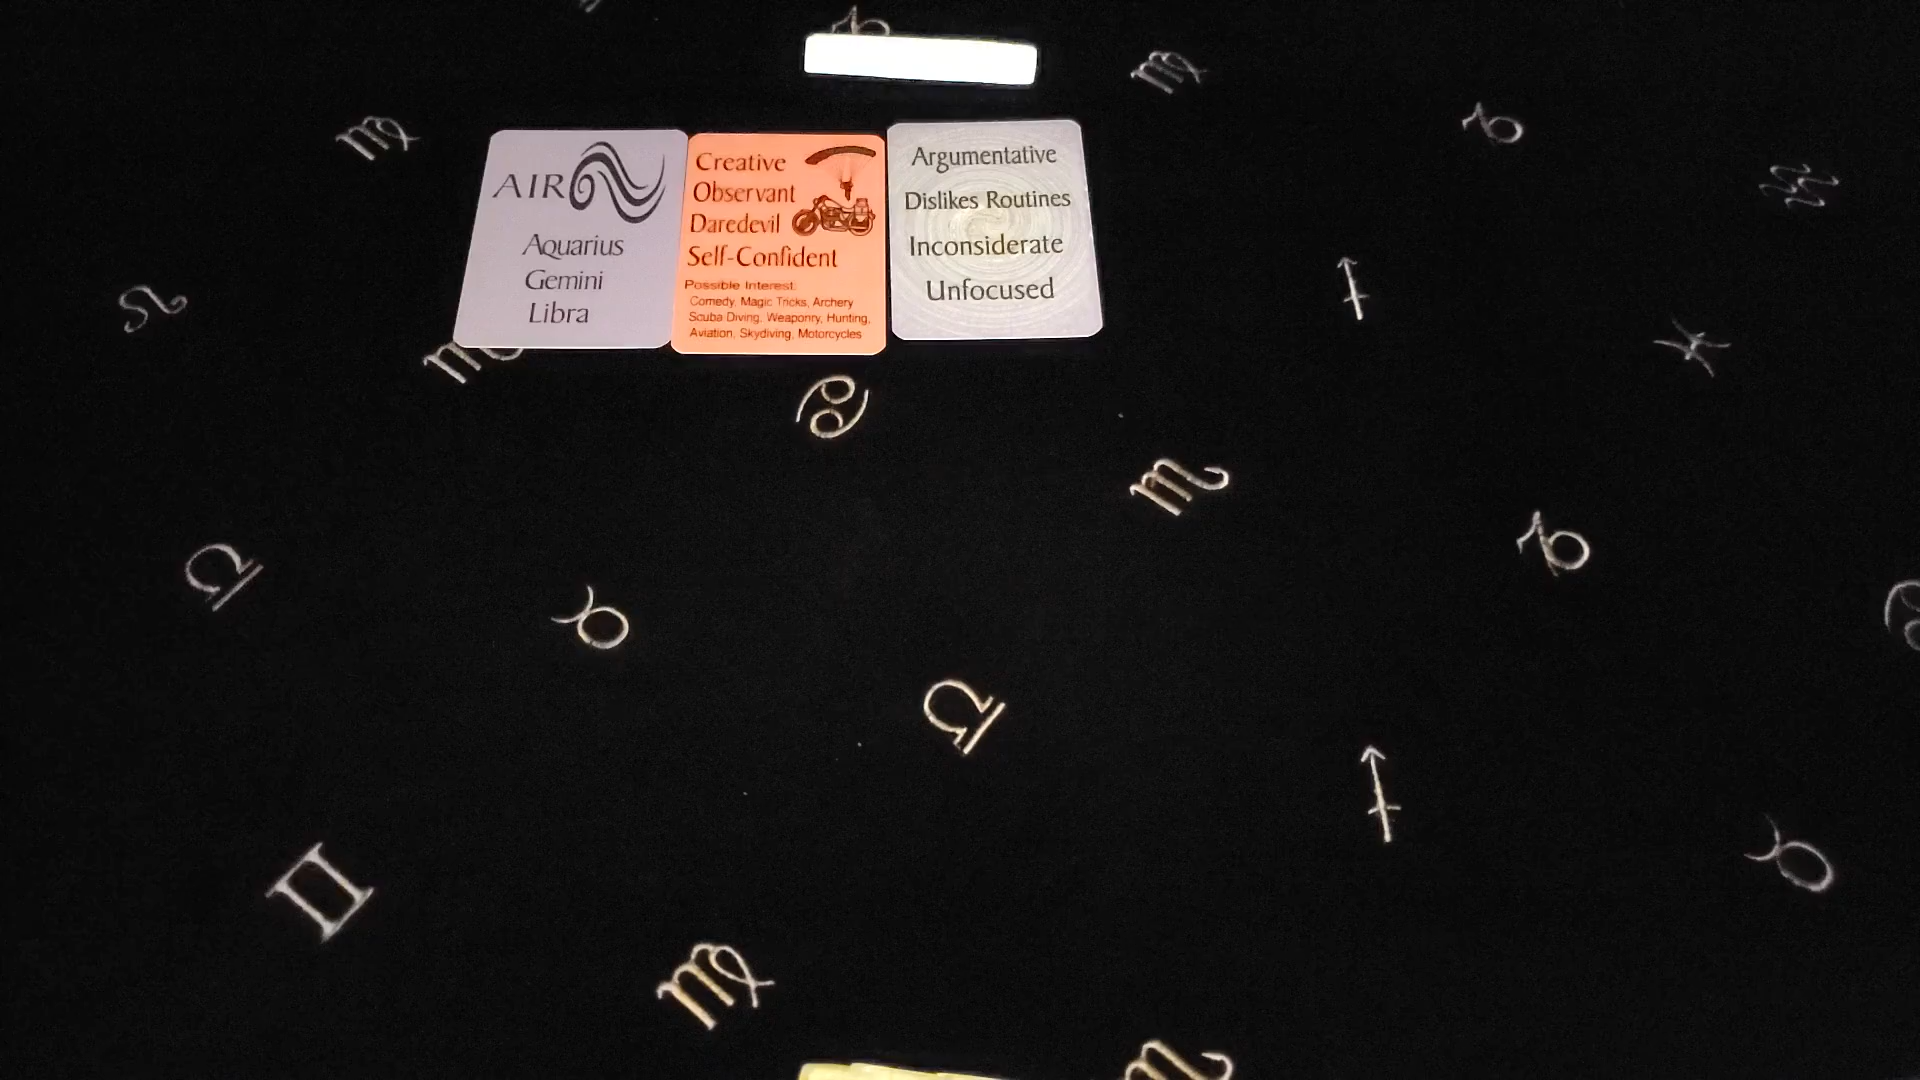 AIR
Aquarius
Gemini
Libra
Creative
Observant
Daredevil
Self-Confident
Possible Interest:
Comedy, Magic Tricks, Archery
Scuba Diving, Weaponry, Hunting,
Aviation, Skydiving, Motorcycles
Argumentative
Dislikes Routines
Inconsiderate
Unfocused